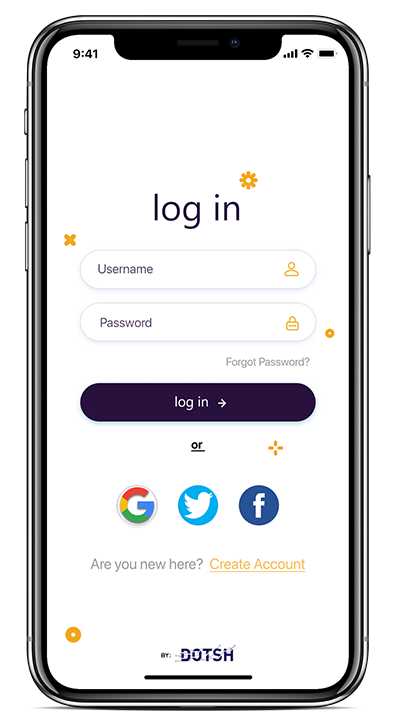 9:41
log in
Username
Password
Forgot Password?
log in
or
Are you new here? Create Account
BY: DOTSH